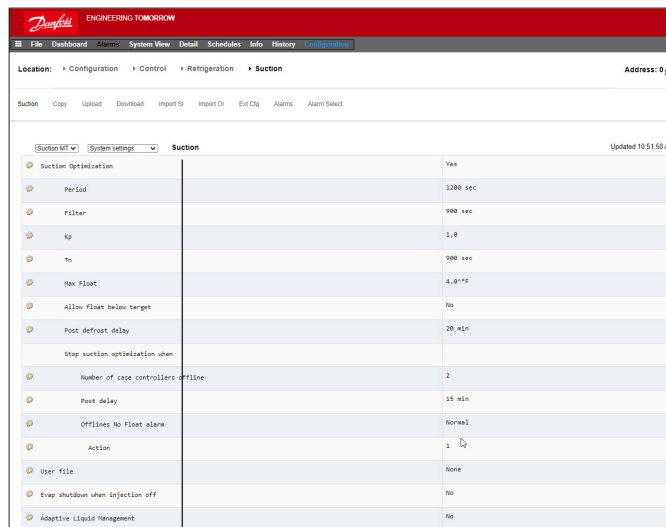 Danfoss ENGINEERING TOMORROW
File Dashboard Alarms System View Detail Schedules Info History Configuration
Location: Configuration Control Refrigeration Suction Address: 0
Suction Copy Upload Download Import SI Import OI Ext Cfg Alarms Alarm Select
Suction MT System settings Suction Updated 10:51:58 A
Suction Optimization Yes
Period 1200 sec
Filter 900 sec
Kp 1.0
Tn 900 sec
Max Float 4.0^°F
Allow float below target No
Post defrost delay 20 min
Stop suction optimization when
Number of case controllers offline 2
Post delay 15 min
Offlines No Float alarm Normal
Action 1
User file None
Evap shutdown when injection off No
Adaptive Liquid Management No